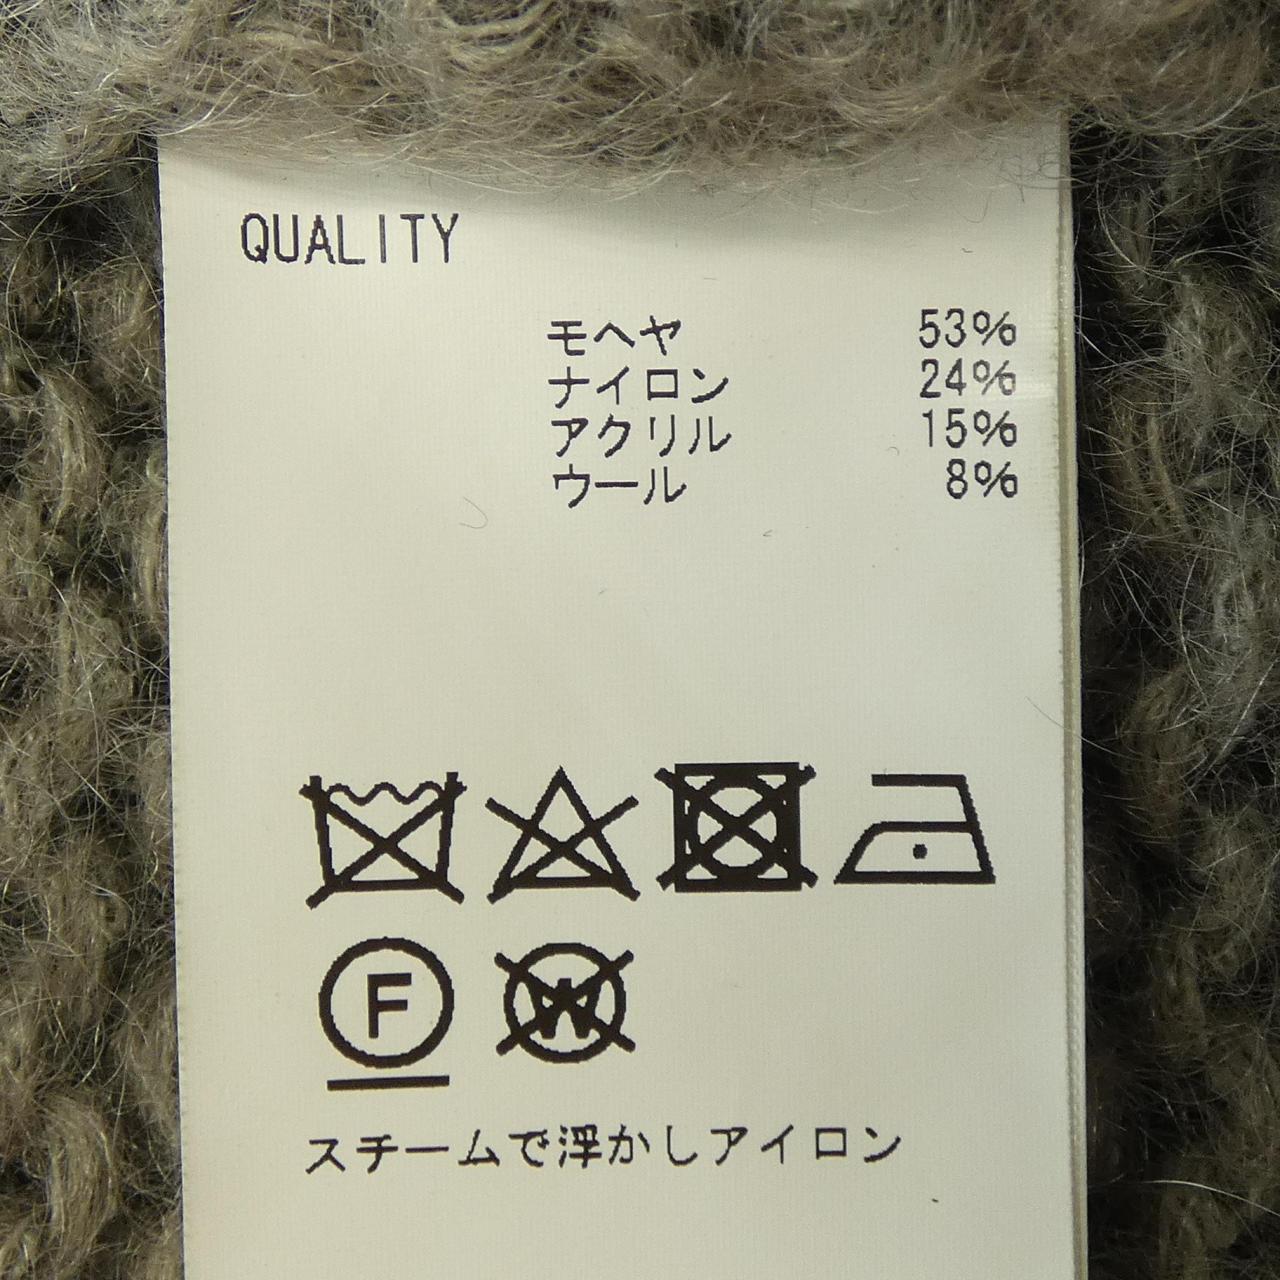 QUALITY
モヘヤ 53%
ナイロン 24%
アクリル 15%
ウール 8%
F
W
スチームで浮かしアイロン